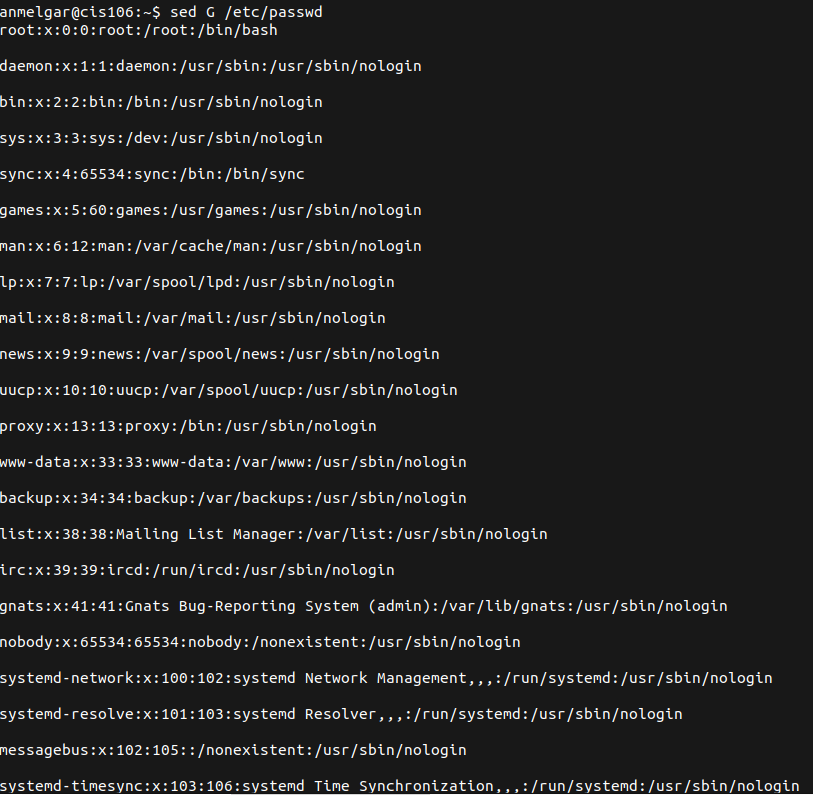 anmelgar@cis106:~$ sed G /etc/passwd
root:x:0:0:root:/root:/bin/bash
daemon:x:1:1:daemon:/usr/sbin:/usr/sbin/nologin
bin:x:2:2:bin:/bin:/usr/sbin/nologin
sys:x:3:3:sys:/dev:/usr/sbin/nologin
sync:x:4:65534:sync:/bin:/bin/sync
games:x:5:60:games:/usr/games:/usr/sbin/nologin
man:x:6:12:man:/var/cache/man:/usr/sbin/nologin
lp:x:7:7:lp:/var/spool/lpd:/usr/sbin/nologin
mail:x:8:8:mail:/var/mail:/usr/sbin/nologin
news:x:9:9:news:/var/spool/news:/usr/sbin/nologin
uucp:x:10:10:uucp:/var/spool/uucp:/usr/sbin/nologin
proxy:x:13:13:proxy:/bin:/usr/sbin/nologin
www-data:x:33:33:www-data:/var/www:/usr/sbin/nologin
backup:x:34:34:backup:/var/backups:/usr/sbin/nologin
list:x:38:38:Mailing List Manager:/var/list:/usr/sbin/nologin
irc:x:39:39:ircd:/run/ircd:/usr/sbin/nologin
gnats:x:41:41:Gnats Bug-Reporting System (admin):/var/lib/gnats:/usr/sbin/nologin
nobody:x:65534:65534:nobody:/nonexistent:/usr/sbin/nologin
systemd-network:x:100:102:systemd Network Management,,,:/run/systemd:/usr/sbin/nologin
systemd-resolve:x:101:103:systemd Resolver,,,:/run/systemd:/usr/sbin/nologin
messagebus:x:102:105::/nonexistent:/usr/sbin/nologin
systemd-timesync:x:103:106:systemd Time Synchronization,,,:/run/systemd:/usr/sbin/nologin